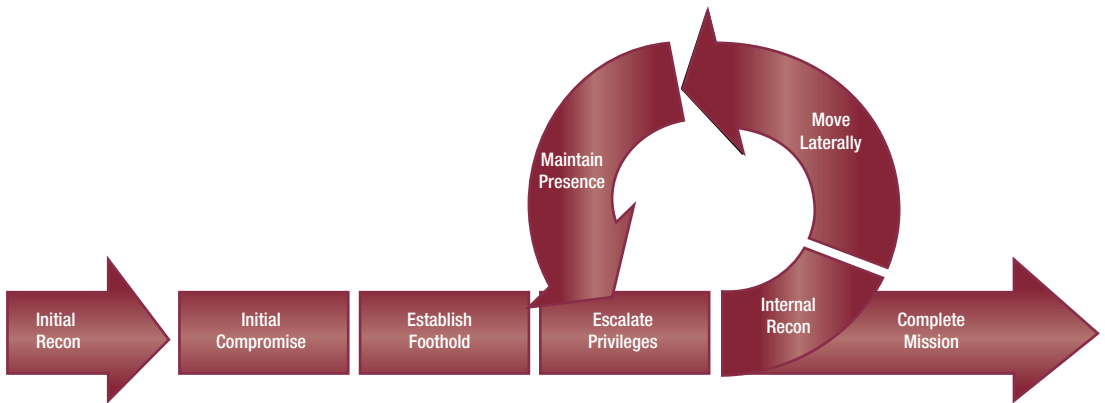 Initial
Recon
Initial
Compromise
Establish
Foothold
Escalate
Privileges
Internal
Recon
Move
Laterally
Maintain
Presence
Complete
Mission